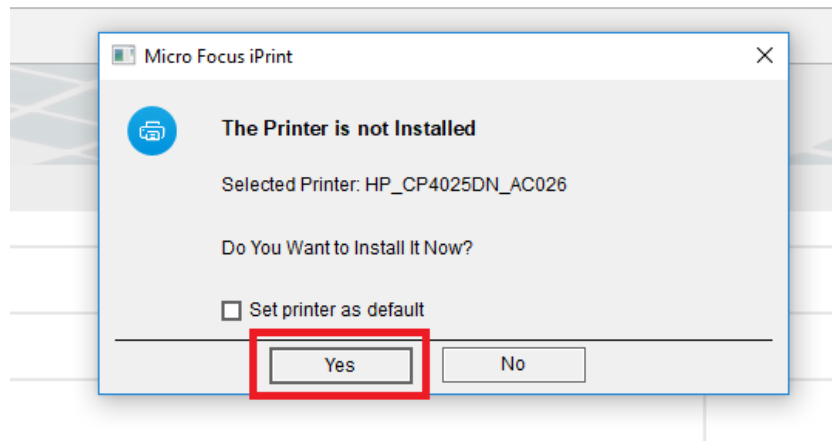 Micro Focus iPrint
The Printer is not Installed
Selected Printer: HP_CP4025DN_AC026
Do You Want to Install It Now?
Set printer as default
Yes No